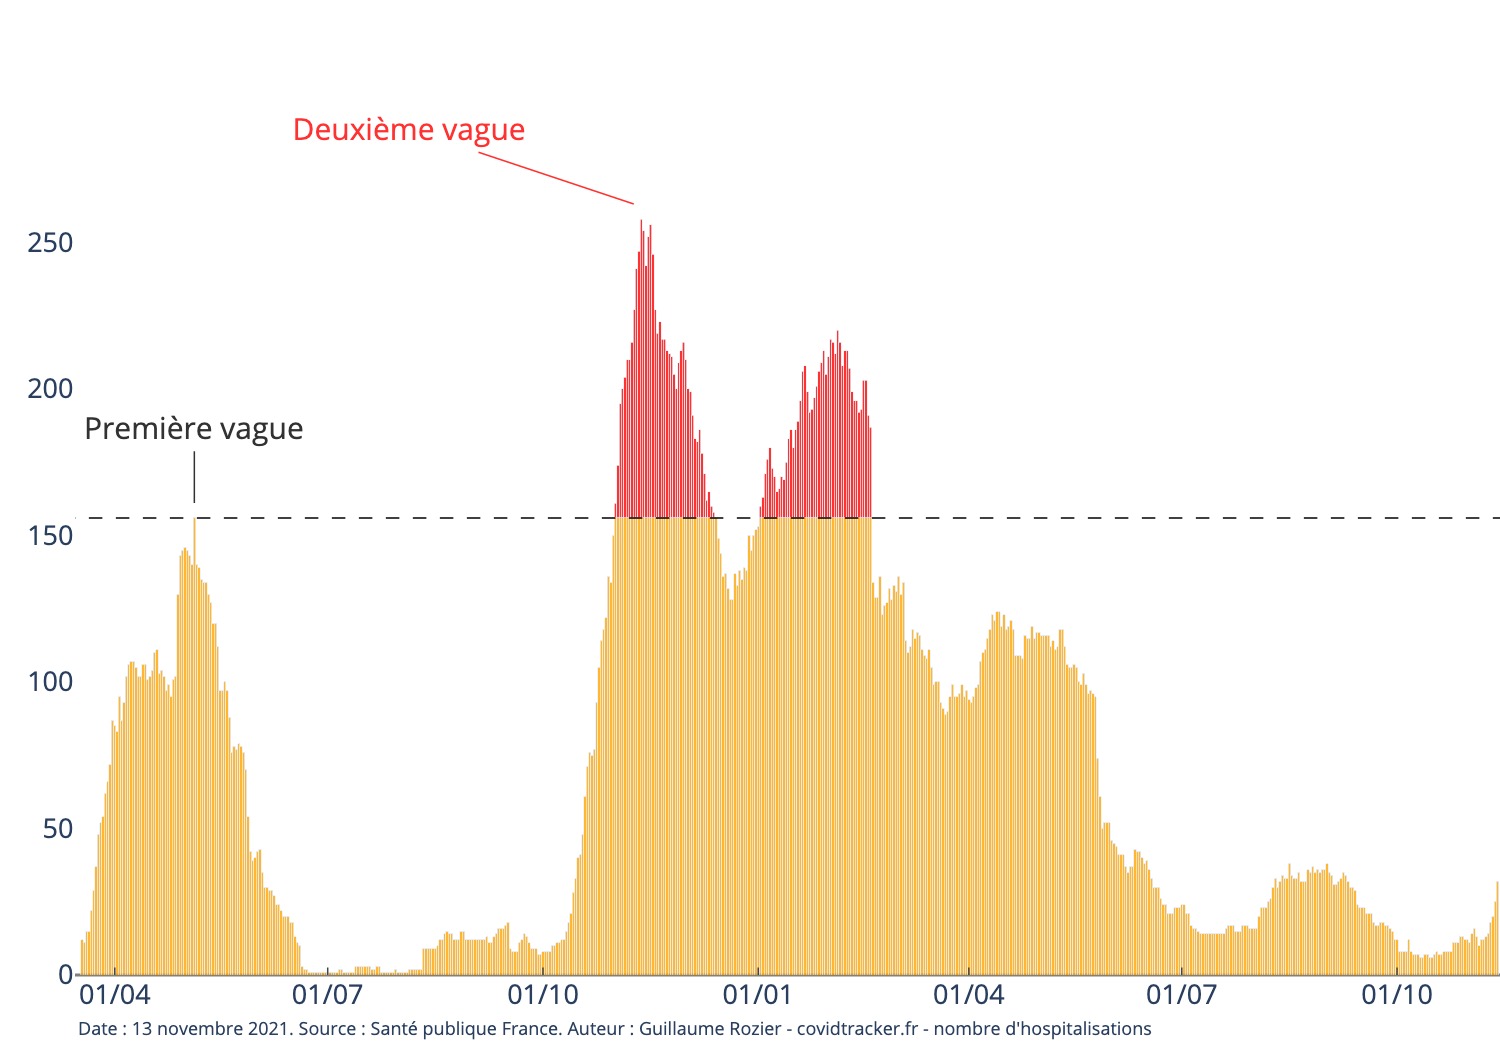 Deuxième vague
250
200
Première vague
150
100
50
0
01/04 01/07 01/10 01/01 01/04 01/07 01/10
Date : 13 novembre 2021. Source : Santé publique France. Auteur : Guillaume Rozier - covidtracker.fr - nombre d'hospitalisations